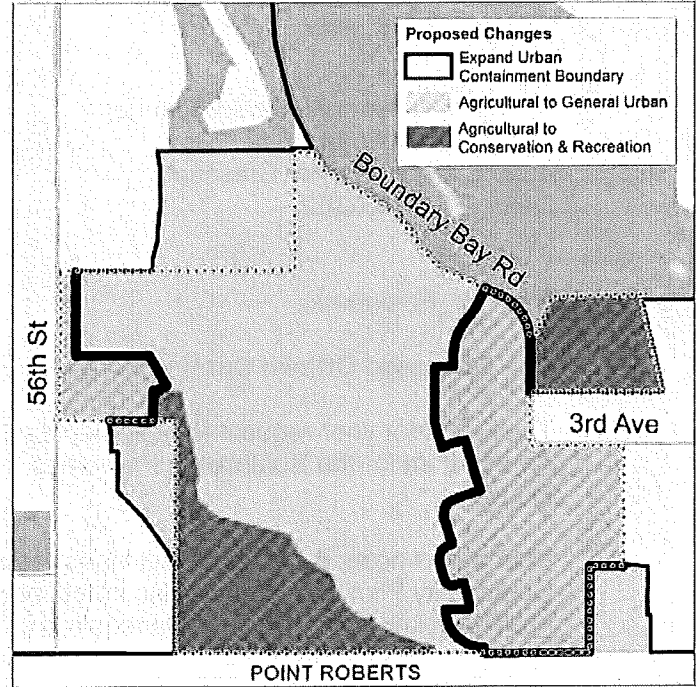 Proposed Changes
Expand Urban
Containment Boundary
Agricultural to General Urban
Agricultural to
Conservation & Recreation
Boundary Bay Rd
56th St
3rd Ave
POINT ROBERTS